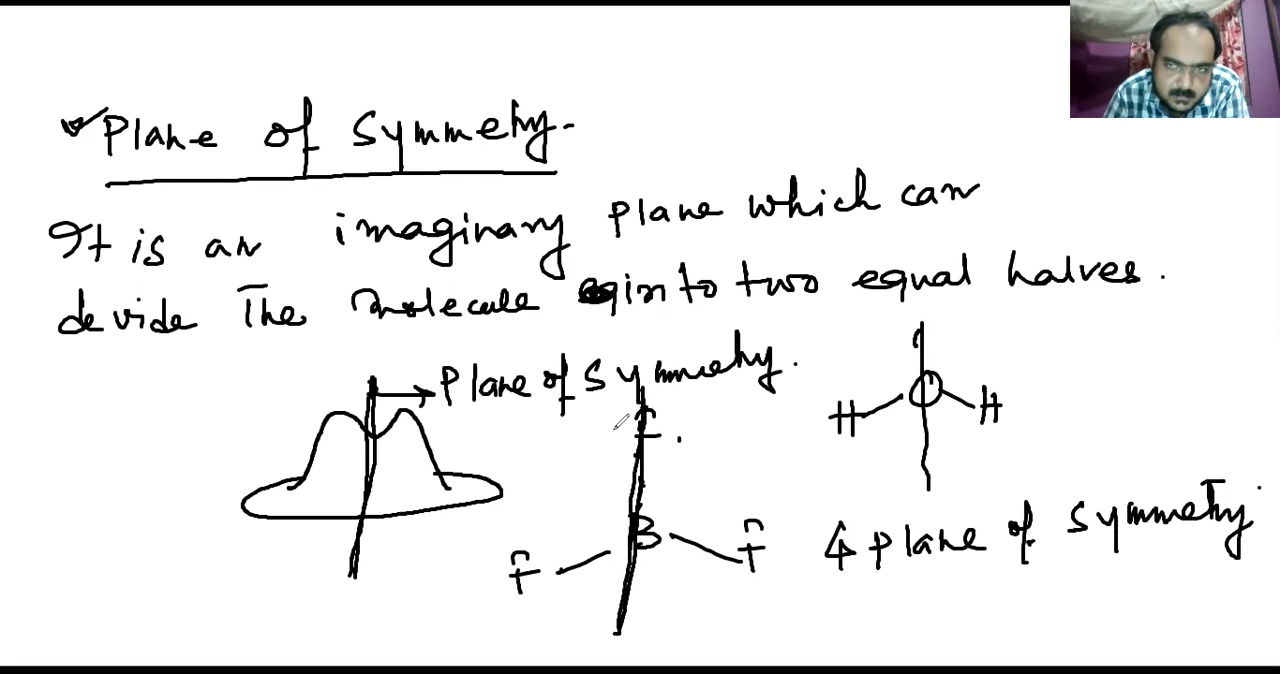 Plane of Symmetry.
It is an imaginary plane which can
devide The molecule into two equal halves.
Plane of Symmetry.
F
H O H
B
F F
4 plane of Symmetry